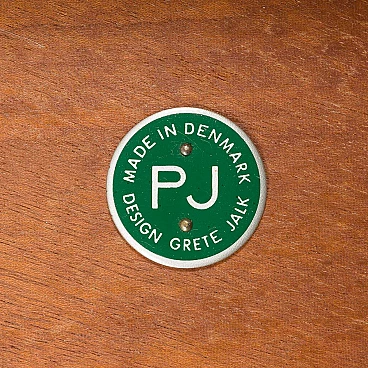 MADE IN DENMARK
PJ
DESIGN GRETE JALK